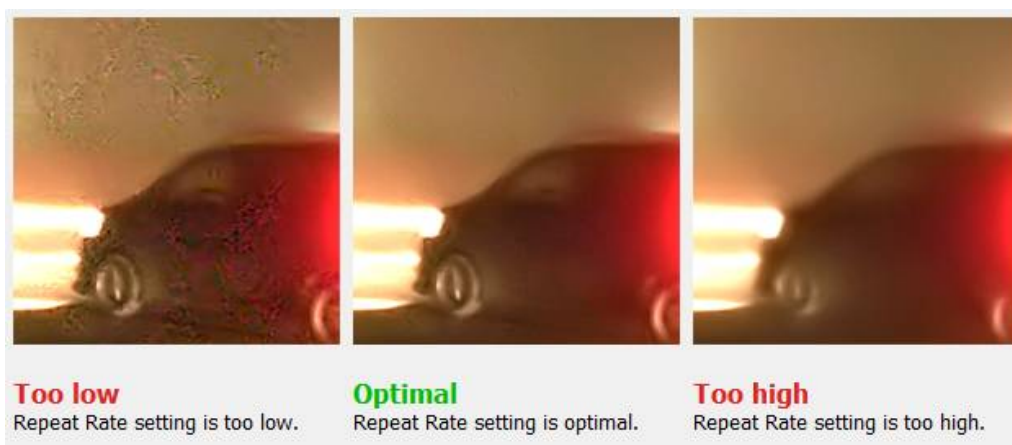 Too low
Repeat Rate setting is too low.
Optimal
Repeat Rate setting is optimal.
Too high
Repeat Rate setting is too high.